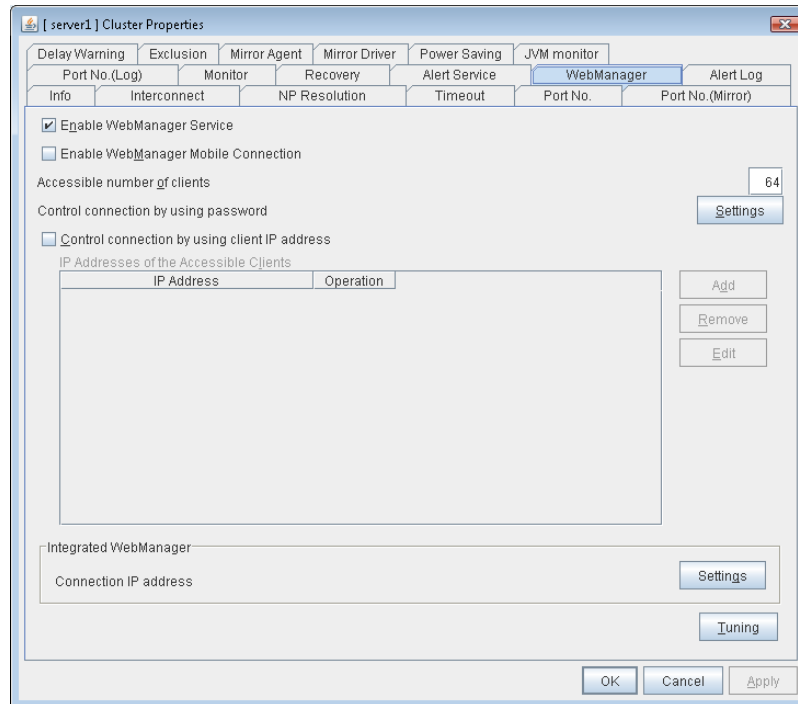 [ server1 ] Cluster Properties
Delay Warning Exclusion Mirror Agent Mirror Driver Power Saving JVM monitor
Port No.(Log) Monitor Recovery Alert Service WebManager Alert Log
Info Interconnect NP Resolution Timeout Port No. Port No.(Mirror)
Enable WebManager Service
Enable WebManager Mobile Connection
Accessible number of clients 64
Control connection by using password Settings
Control connection by using client IP address
IP Addresses of the Accessible Clients
IP Address Operation
Add
Remove
Edit
Integrated WebManager
Connection IP address Settings
Tuning
OK Cancel Apply